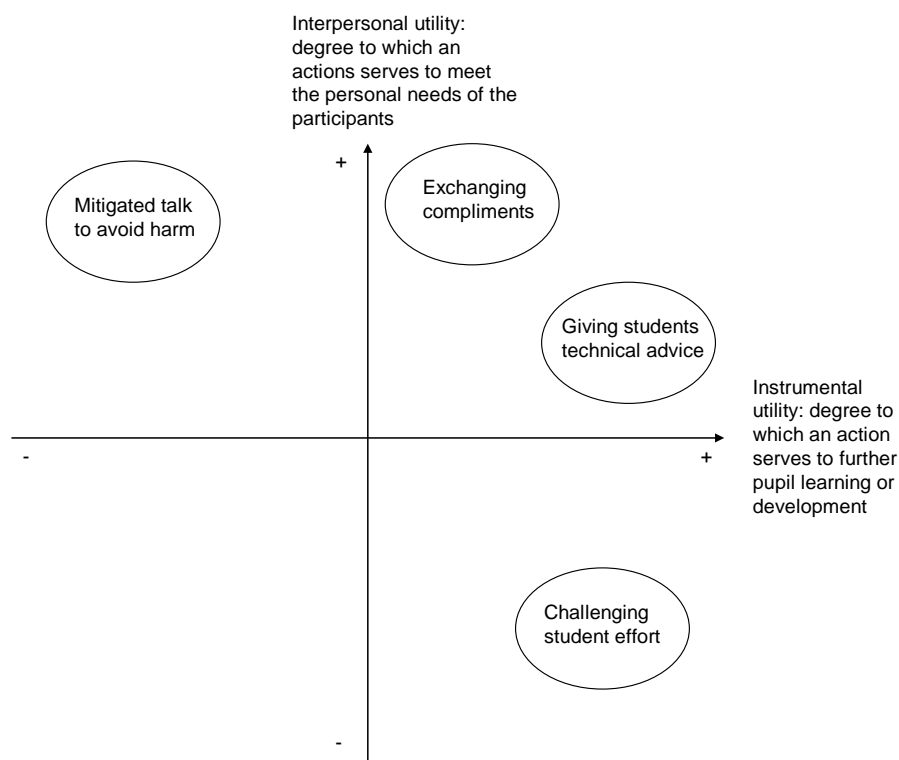 Interpersonal utility:
degree to which an
actions serves to meet
the personal needs of the
participants
+
Exchanging
compliments
Mitigated talk
to avoid harm
Giving students
technical advice
Instrumental
utility: degree to
which an action
serves to further
pupil learning or
development
-
+
Challenging
student effort
-